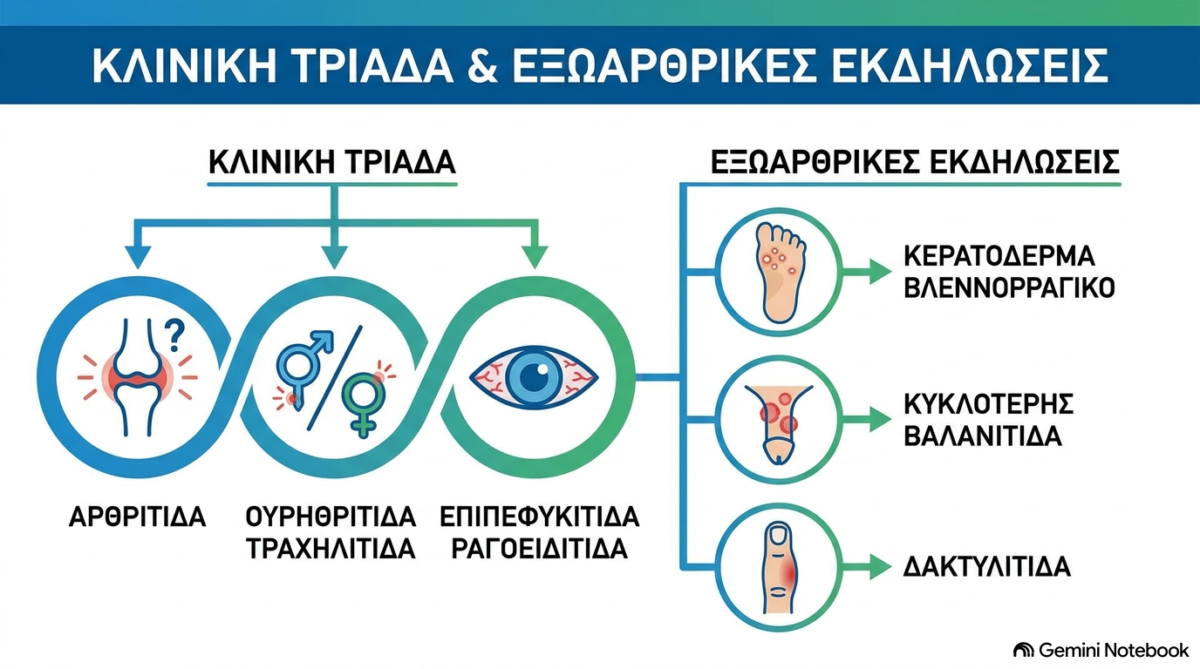 ΚΛΙΝΙΚΗ ΤΡΙΑΔΑ & ΕΞΩΑΡΘΡΙΚΕΣ ΕΚΔΗΛΩΣΕΙΣ
ΚΛΙΝΙΚΗ ΤΡΙΑΔΑ
?
ΑΡΘΡΙΤΙΔΑ
ΟΥΡΗΘΡΙΤΙΔΑ
ΤΡΑΧΗΛΙΤΙΔΑ
ΕΠΙΠΕΦΥΚΙΤΙΔΑ
ΡΑΓΟΕΙΔΙΤΙΔΑ
ΕΞΩΑΡΘΡΙΚΕΣ ΕΚΔΗΛΩΣΕΙΣ
ΚΕΡΑΤΟΔΕΡΜΑ
ΒΛΕΝΝΟΡΡΑΓΙΚΟ
ΚΥΚΛΟΤΕΡΗΣ
ΒΑΛΑΝΙΤΙΔΑ
ΔΑΚΤΥΛΙΤΙΔΑ
Gemini Notebook